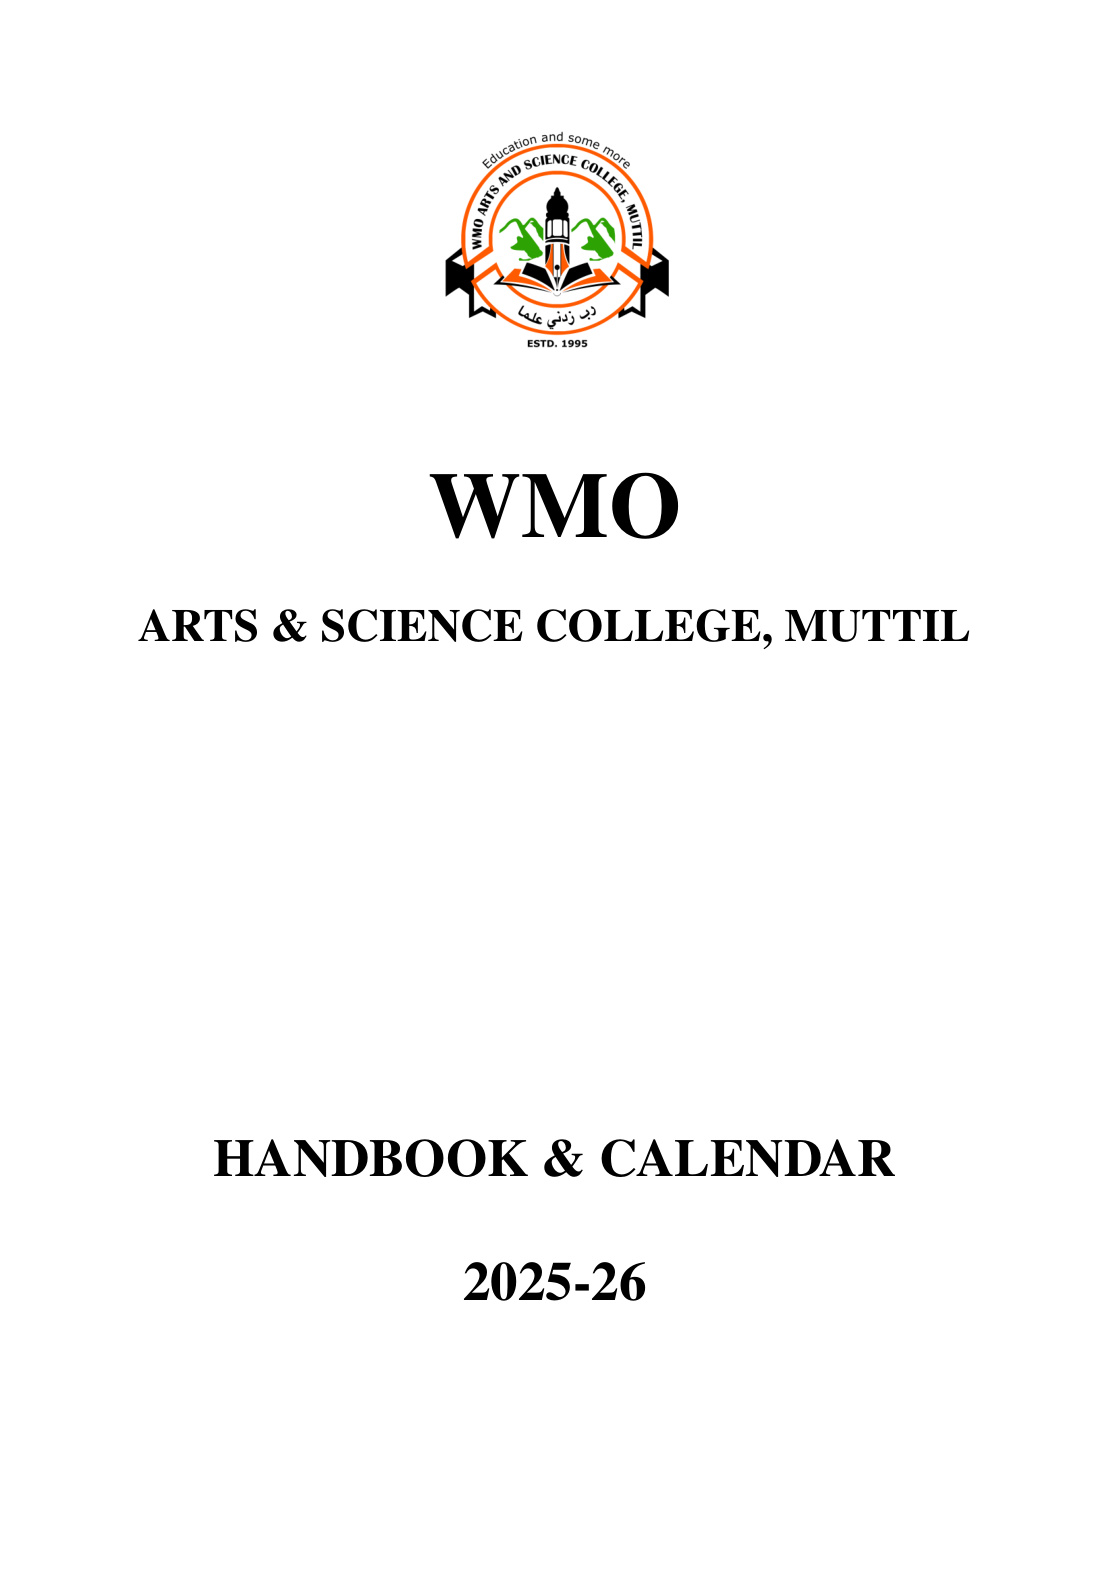 Education and some more
WMO ARTS AND SCIENCE COLLEGE, MUTTIL
رب زدني علما
ESTD. 1995
WMO
ARTS & SCIENCE COLLEGE, MUTTIL
HANDBOOK & CALENDAR
2025-26